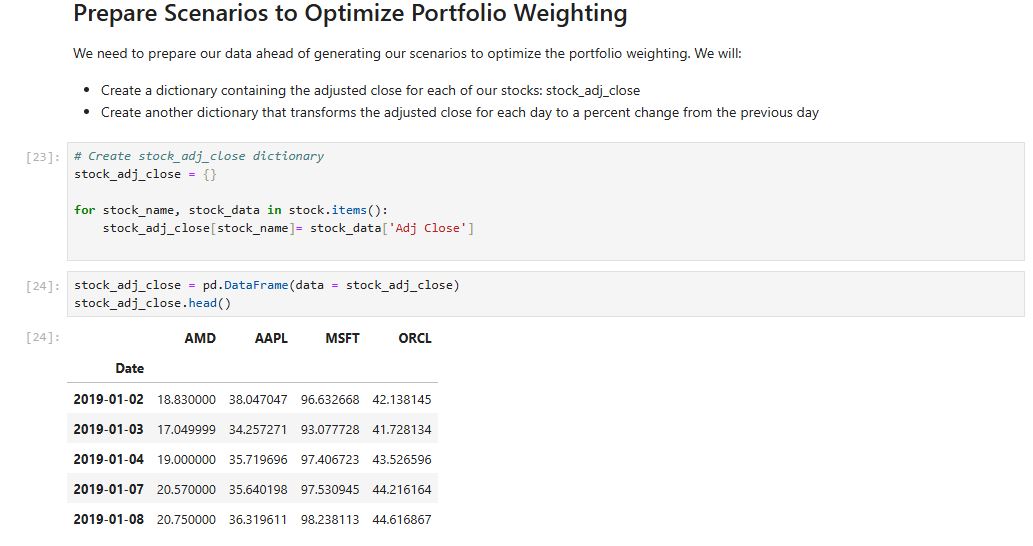 Prepare Scenarios to Optimize Portfolio Weighting
We need to prepare our data ahead of generating our scenarios to optimize the portfolio weighting. We will:
• Create a dictionary containing the adjusted close for each of our stocks: stock_adj_close
• Create another dictionary that transforms the adjusted close for each day to a percent change from the previous day
[23]: # Create stock_adj_close dictionary
stock_adj_close = {}
for stock_name, stock_data in stock.items():
    stock_adj_close[stock_name]= stock_data['Adj Close']
[24]: stock_adj_close = pd.DataFrame(data = stock_adj_close)
stock_adj_close.head()
[24]: AMD AAPL MSFT ORCL
Date
2019-01-02 18.830000 38.047047 96.632668 42.138145
2019-01-03 17.049999 34.257271 93.077728 41.728134
2019-01-04 19.000000 35.719696 97.406723 43.526596
2019-01-07 20.570000 35.640198 97.530945 44.216164
2019-01-08 20.750000 36.319611 98.238113 44.616867